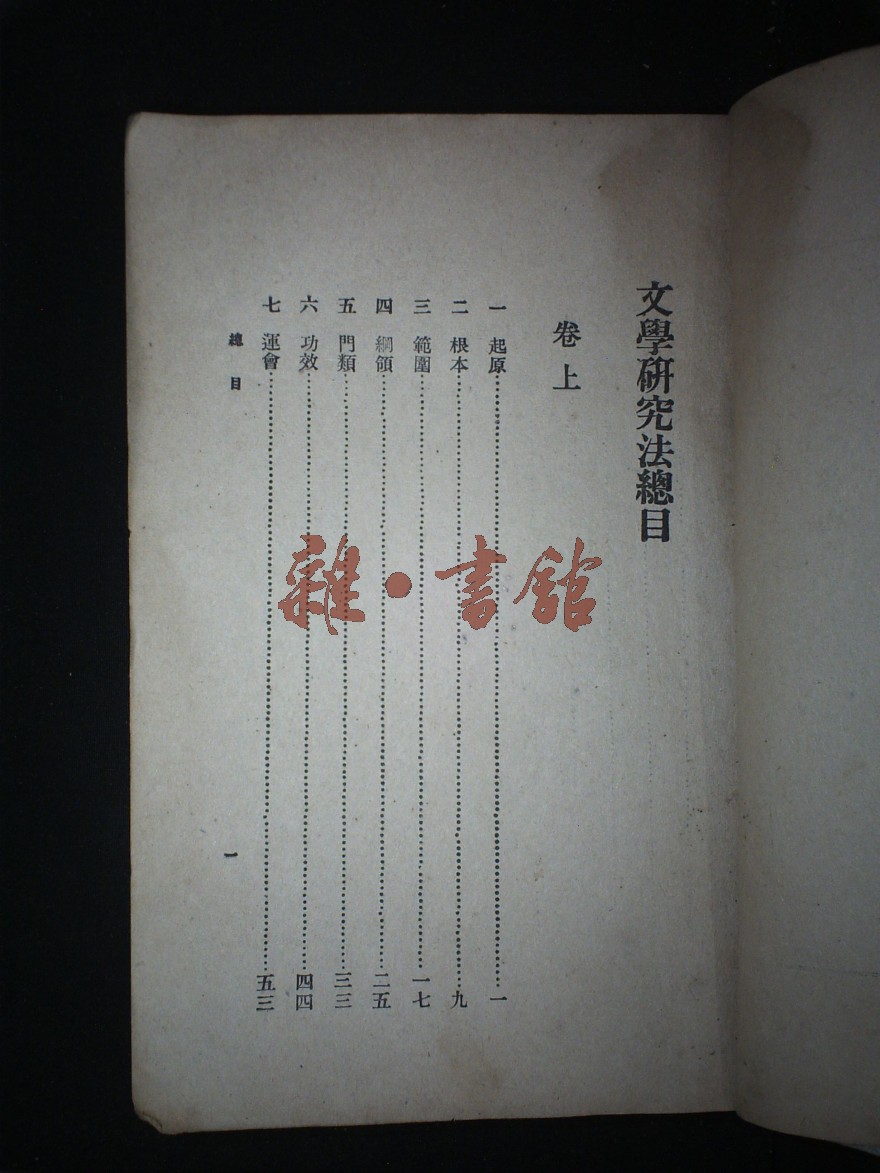 文學硏究法總目
卷上
一 起原⋯⋯一
二 根本⋯⋯九
三 範圍⋯⋯一七
四 綱領⋯⋯二五
五 門類⋯⋯三三
六 功效⋯⋯四四
七 運會⋯⋯五三
總目
一
雜·書館